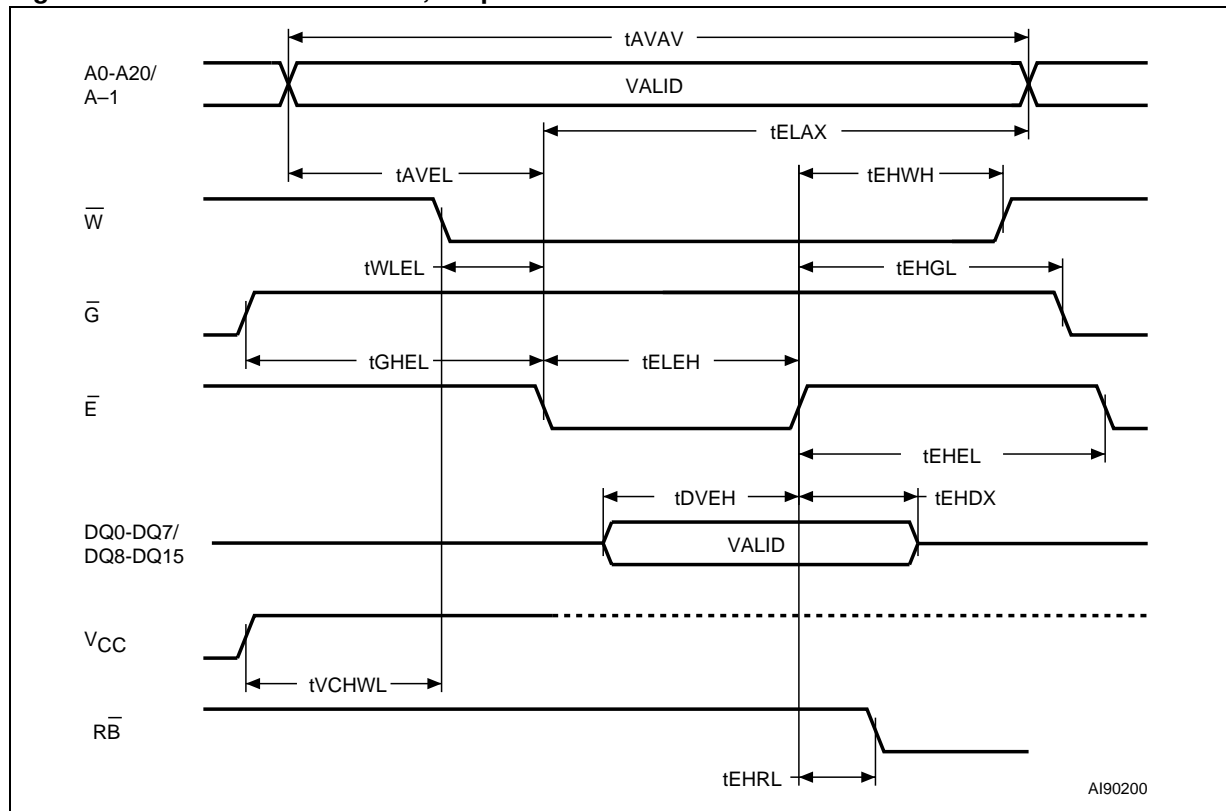 tAVAV
A0-A20/
A–1
VALID
tELAX
tAVEL
tEHWH
W̅
tWLEL
tEHGL
G̅
tGHEL
tELEH
E̅
tEHEL
tDVEH
tEHDX
DQ0-DQ7/
DQ8-DQ15
VALID
VCC
tVCHWL
RB̅
tEHRL
AI90200